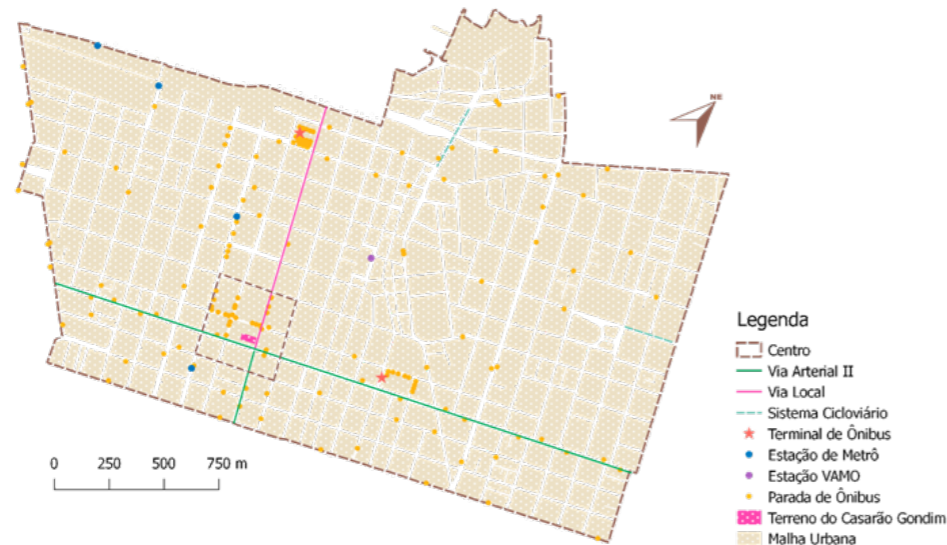 NE
Legenda
Centro
Via Arterial II
Via Local
Sistema Cicloviário
Terminal de Ônibus
Estação de Metrô
Estação VAMO
Parada de Ônibus
Terreno do Casarão Gondim
Malha Urbana
0 250 500 750 m